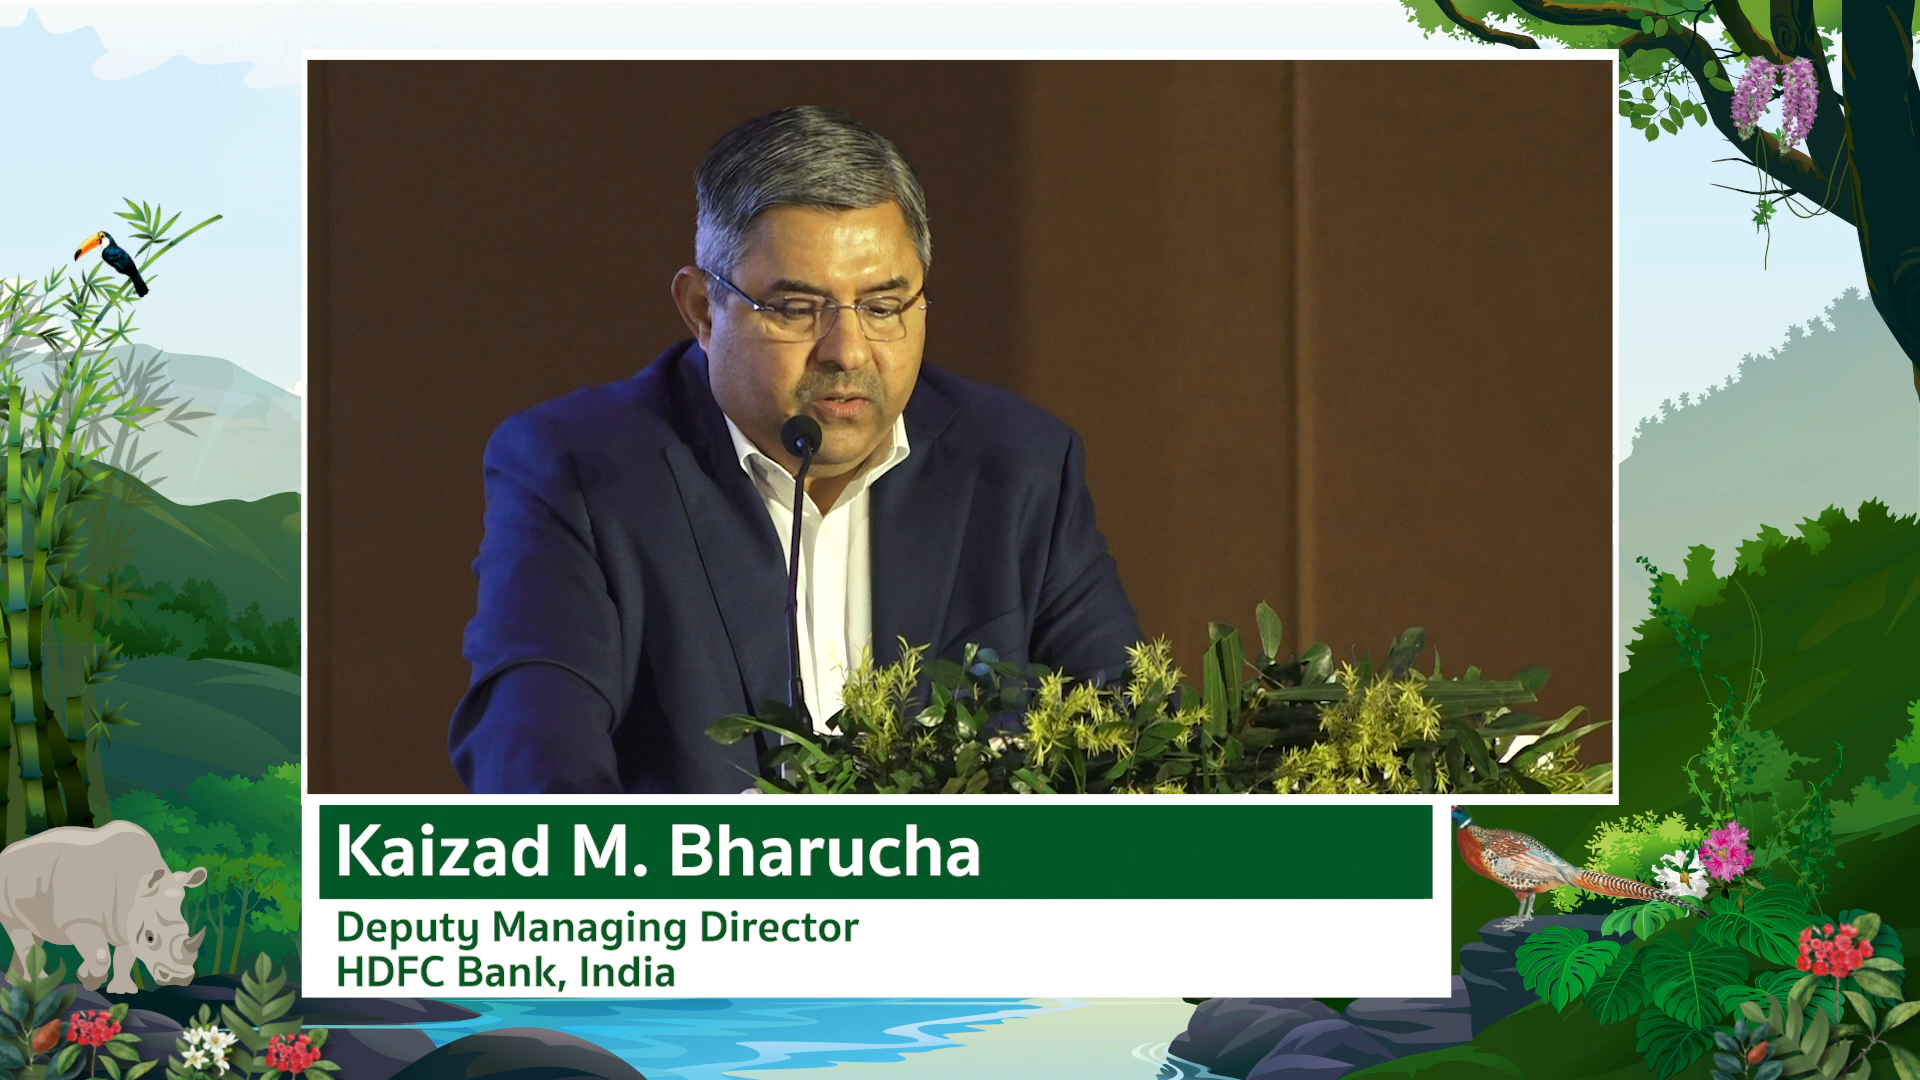 Kaizad M. Bharucha
Deputy Managing Director
HDFC Bank, India